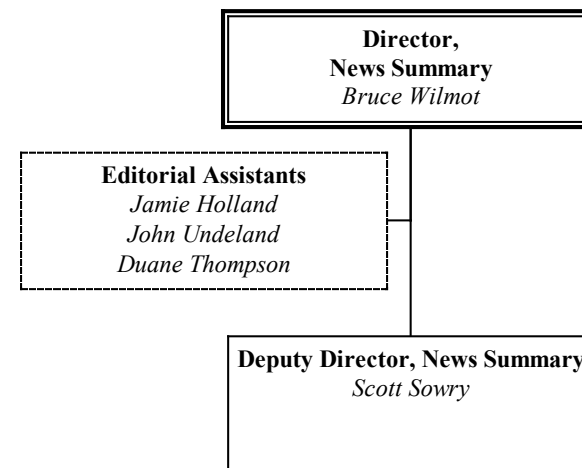 Director,
News Summary
Bruce Wilmot
Editorial Assistants
Jamie Holland
John Undeland
Duane Thompson
Deputy Director, News Summary
Scott Sowry